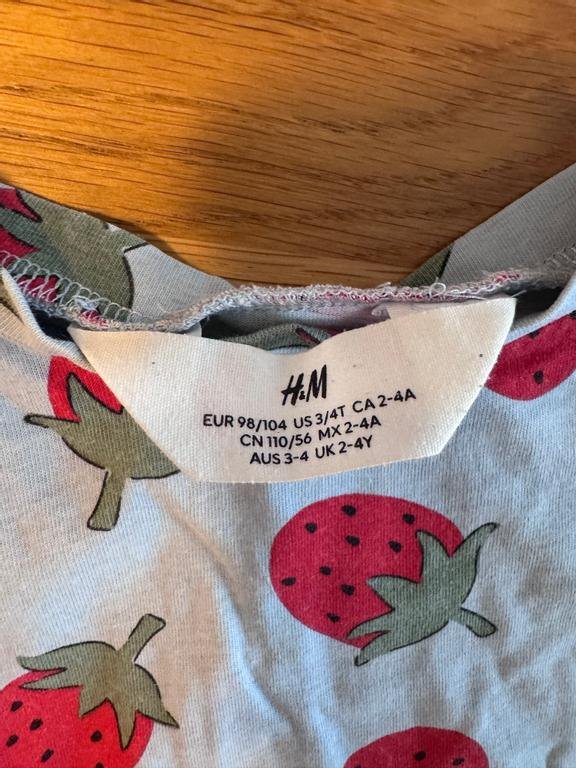 H&M
EUR 98/104 US 3/4T CA 2-4A
CN 110/56 MX 2-4A
AUS 3-4 UK 2-4Y